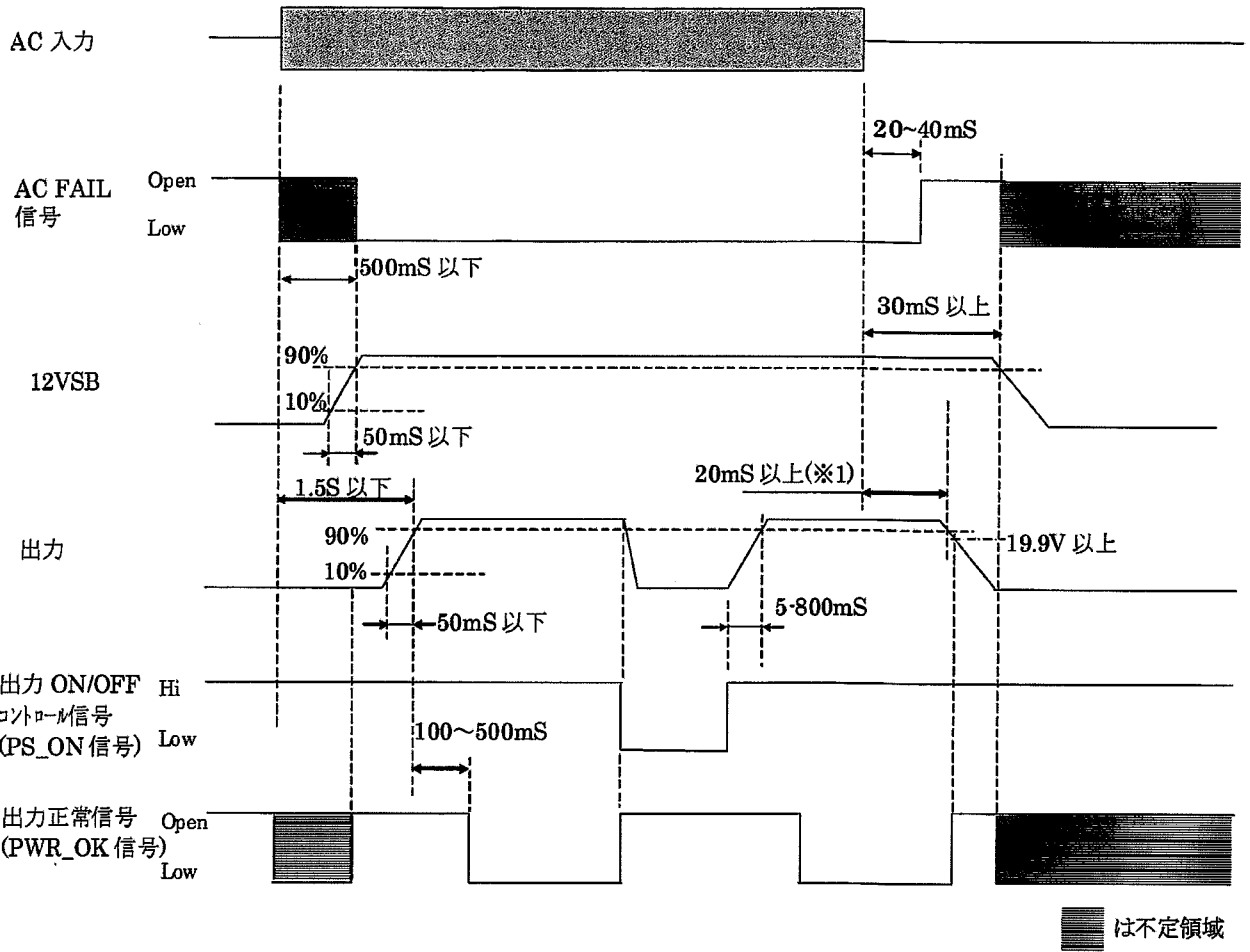 AC 入力
20~40mS
AC FAIL
信号
Open
Low
500mS 以下
30mS 以上
12VSB
90%
10%
50mS 以下
20mS 以上(※1)
1.5S 以下
出力
90%
10%
19.9V 以上
50mS 以下
5-800mS
出力 ON/OFF
コントロール信号
(PS_ON 信号)
Hi
Low
100～500mS
出力正常信号
(PWR_OK 信号)
Open
Low
は不定領域